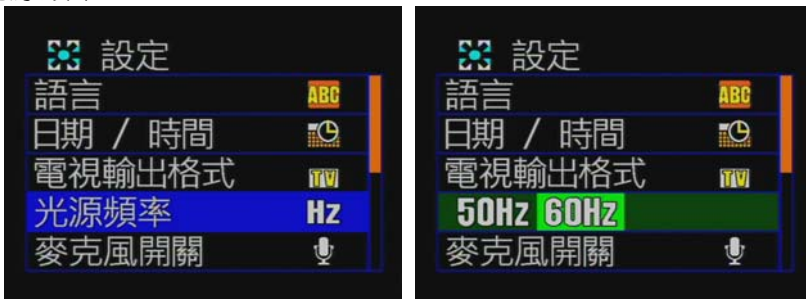 設定
語言 ABC
日期 / 時間
電視輸出格式 TV
光源頻率 Hz
麥克風開關
設定
語言 ABC
日期 / 時間
電視輸出格式 TV
50Hz 60Hz
麥克風開關